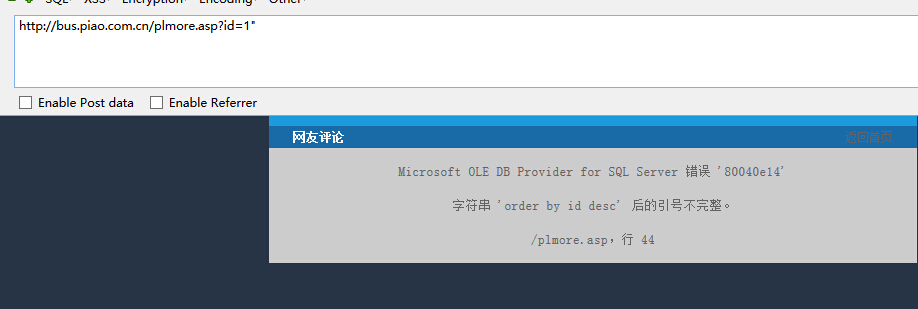 SQL XSS Encryption Encoding Other
http://bus.piao.com.cn/plmore.asp?id=1"
Enable Post data Enable Referrer
网友评论 返回首页
Microsoft OLE DB Provider for SQL Server 错误 '80040e14'
字符串 'order by id desc' 后的引号不完整。
/plmore.asp，行 44